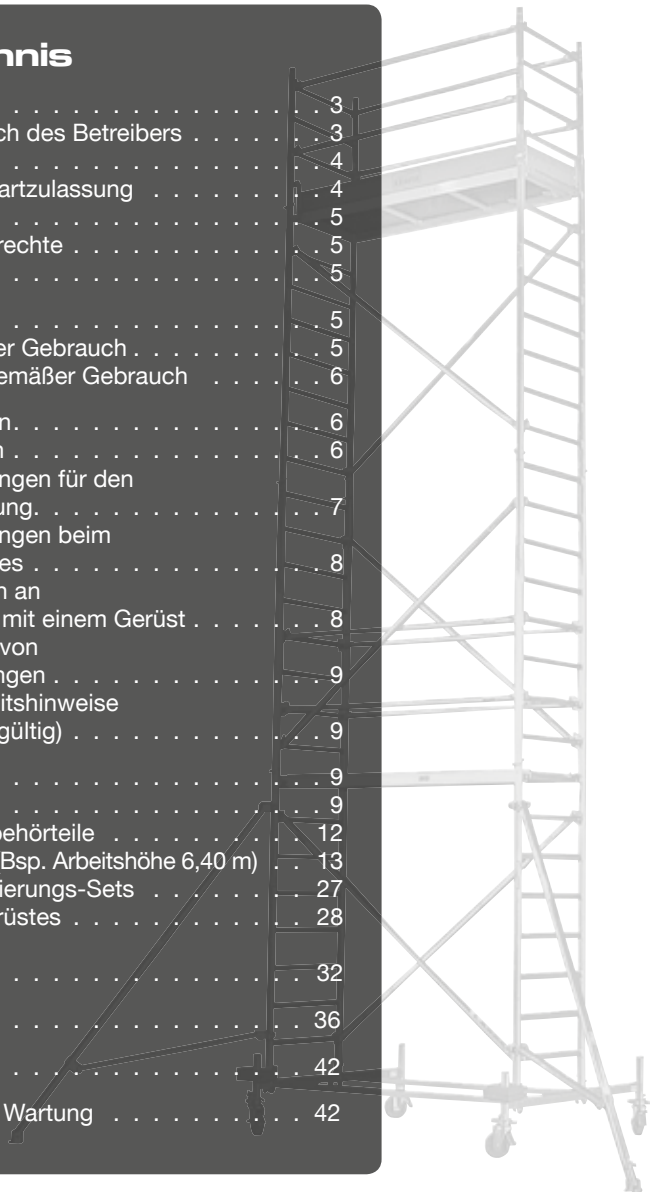 nnis
. . . . . . . . . . . . . . . . 3
ch des Betreibers . . . . . . . 3
. . . . . . . . . . . . . . . . 4
artzulassung . . . . . . . . . 4
. . . . . . . . . . . . . . . . 5
rechte . . . . . . . . . . . . . 5
. . . . . . . . . . . . . . . . 5
. . . . . . . . . . . . . . . . 5
er Gebrauch . . . . . . . . . . 5
emäßer Gebrauch . . . . . 6
n. . . . . . . . . . . . . . . . 6
n . . . . . . . . . . . . . . . 6
ngen für den
ung. . . . . . . . . . . . . . 7
ngen beim
es . . . . . . . . . . . . . . . 8
n an
mit einem Gerüst . . . . . . . 8
von
ngen . . . . . . . . . . . . . 9
itshinweise
gültig) . . . . . . . . . . . . . 9
. . . . . . . . . . . . . . . . 9
. . . . . . . . . . . . . . . . 9
behörteile . . . . . . . . . . 12
Bsp. Arbeitshöhe 6,40 m) . . 13
ierungs-Sets . . . . . . . . . 27
rüstes . . . . . . . . . . . . . 28
. . . . . . . . . . . . . . . . 32
. . . . . . . . . . . . . . . . 36
. . . . . . . . . . . . . . . . 42
Wartung . . . . . . . . . . . 42